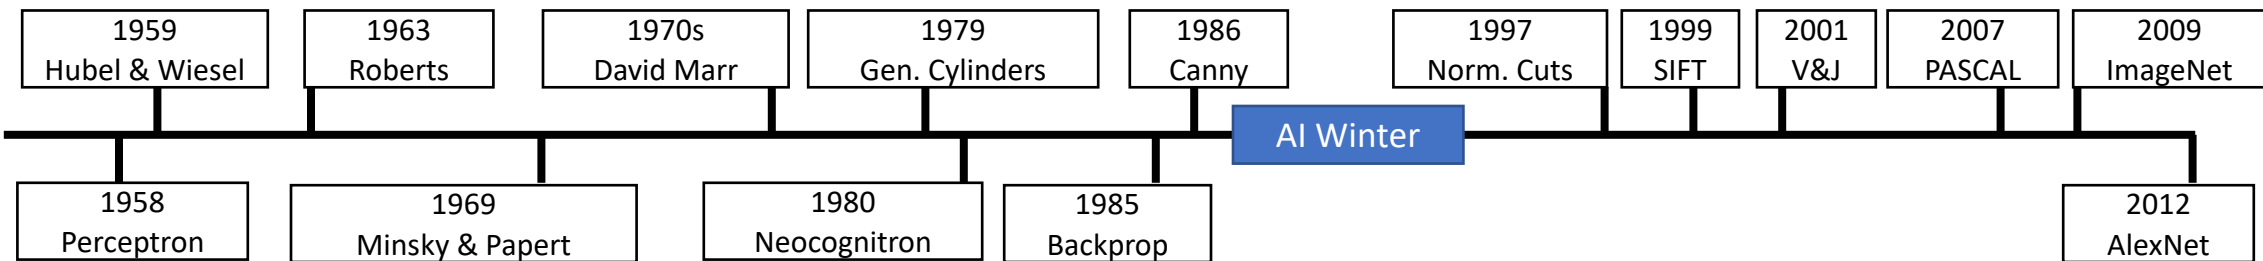 1959
Hubel & Wiesel
1963
Roberts
1970s
David Marr
1979
Gen. Cylinders
1986
Canny
1997
Norm. Cuts
1999
SIFT
2001
V&J
2007
PASCAL
2009
ImageNet
AI Winter
1958
Perceptron
1969
Minsky & Papert
1980
Neocognitron
1985
Backprop
2012
AlexNet